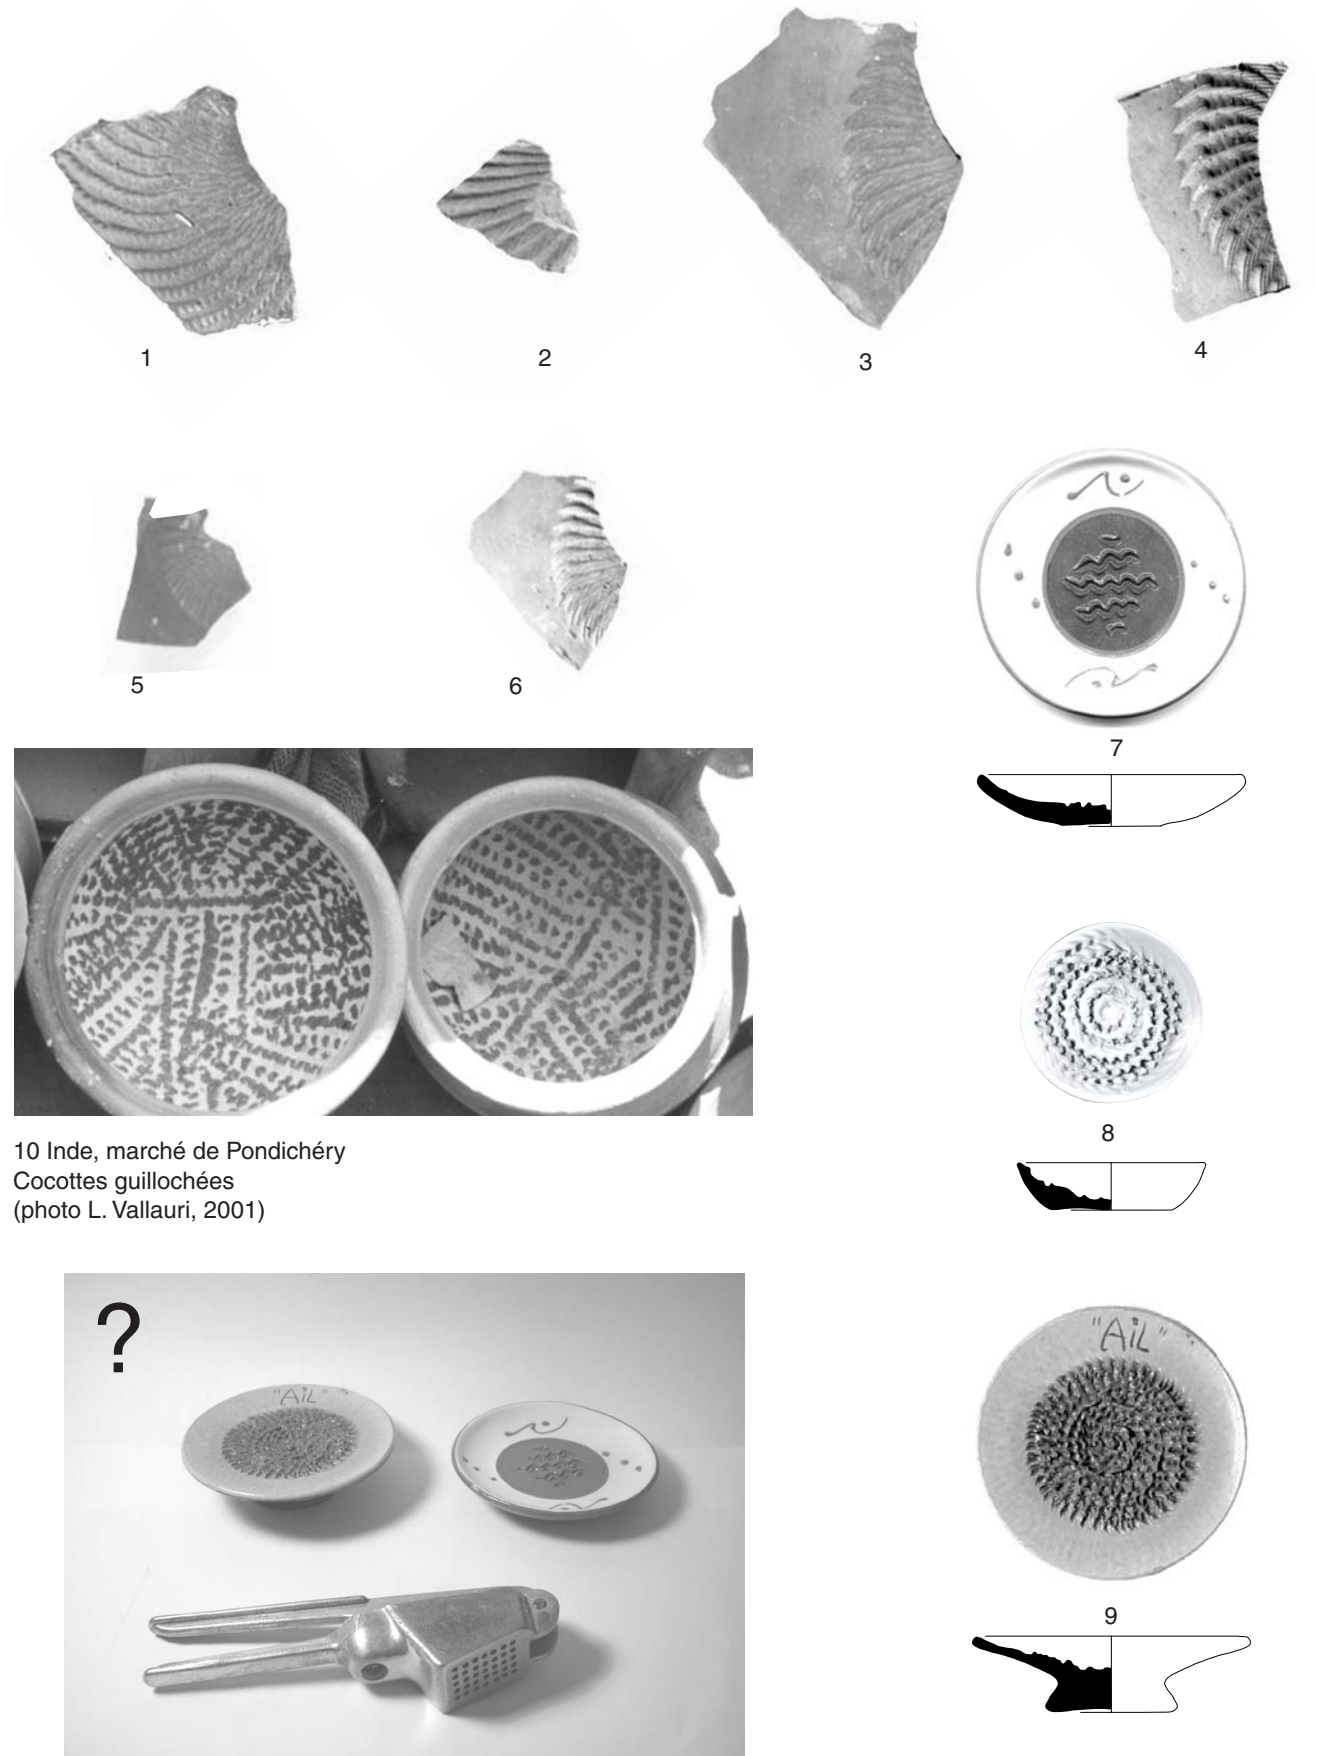 1
2
3
4
5
6
7
10 Inde, marché de Pondichéry
Cocottes guillochées
(photo L. Vallauri, 2001)
8
?
"AiL"
"AiL"
9